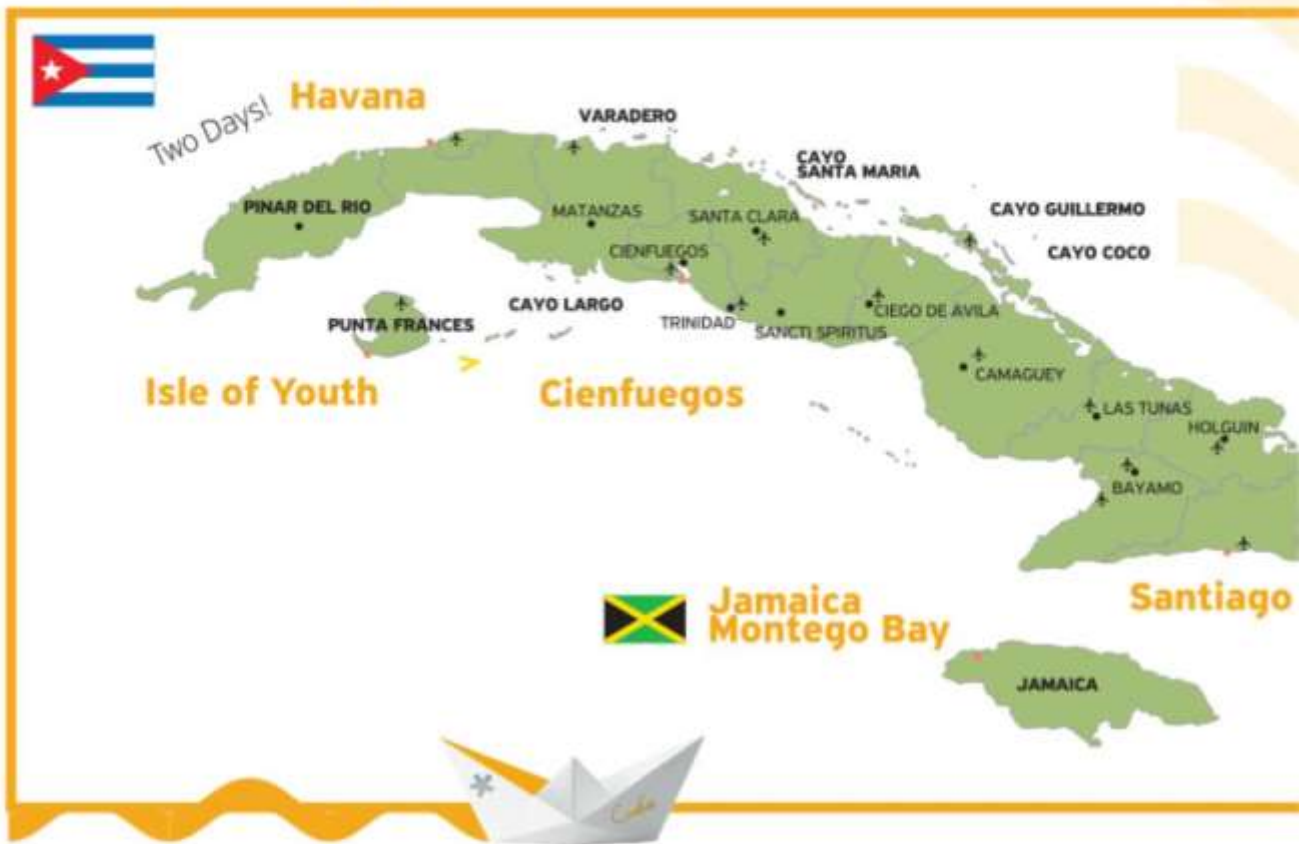 Two Days!
Havana
VARADERO
CAYO
SANTA MARIA
PINAR DEL RIO
MATANZAS
SANTA CLARA
CAYO GUILLERMO
CIENFUEGOS
CAYO COCO
CAYO LARGO
PUNTA FRANCES
TRINIDAD
SANCTI SPIRITUS
CIEGO DE AVILA
Isle of Youth
>
Cienfuegos
CAMAGUEY
LAS TUNAS
HOLGUIN
BAYAMO
Santiago
Jamaica
Montego Bay
JAMAICA
Cuba